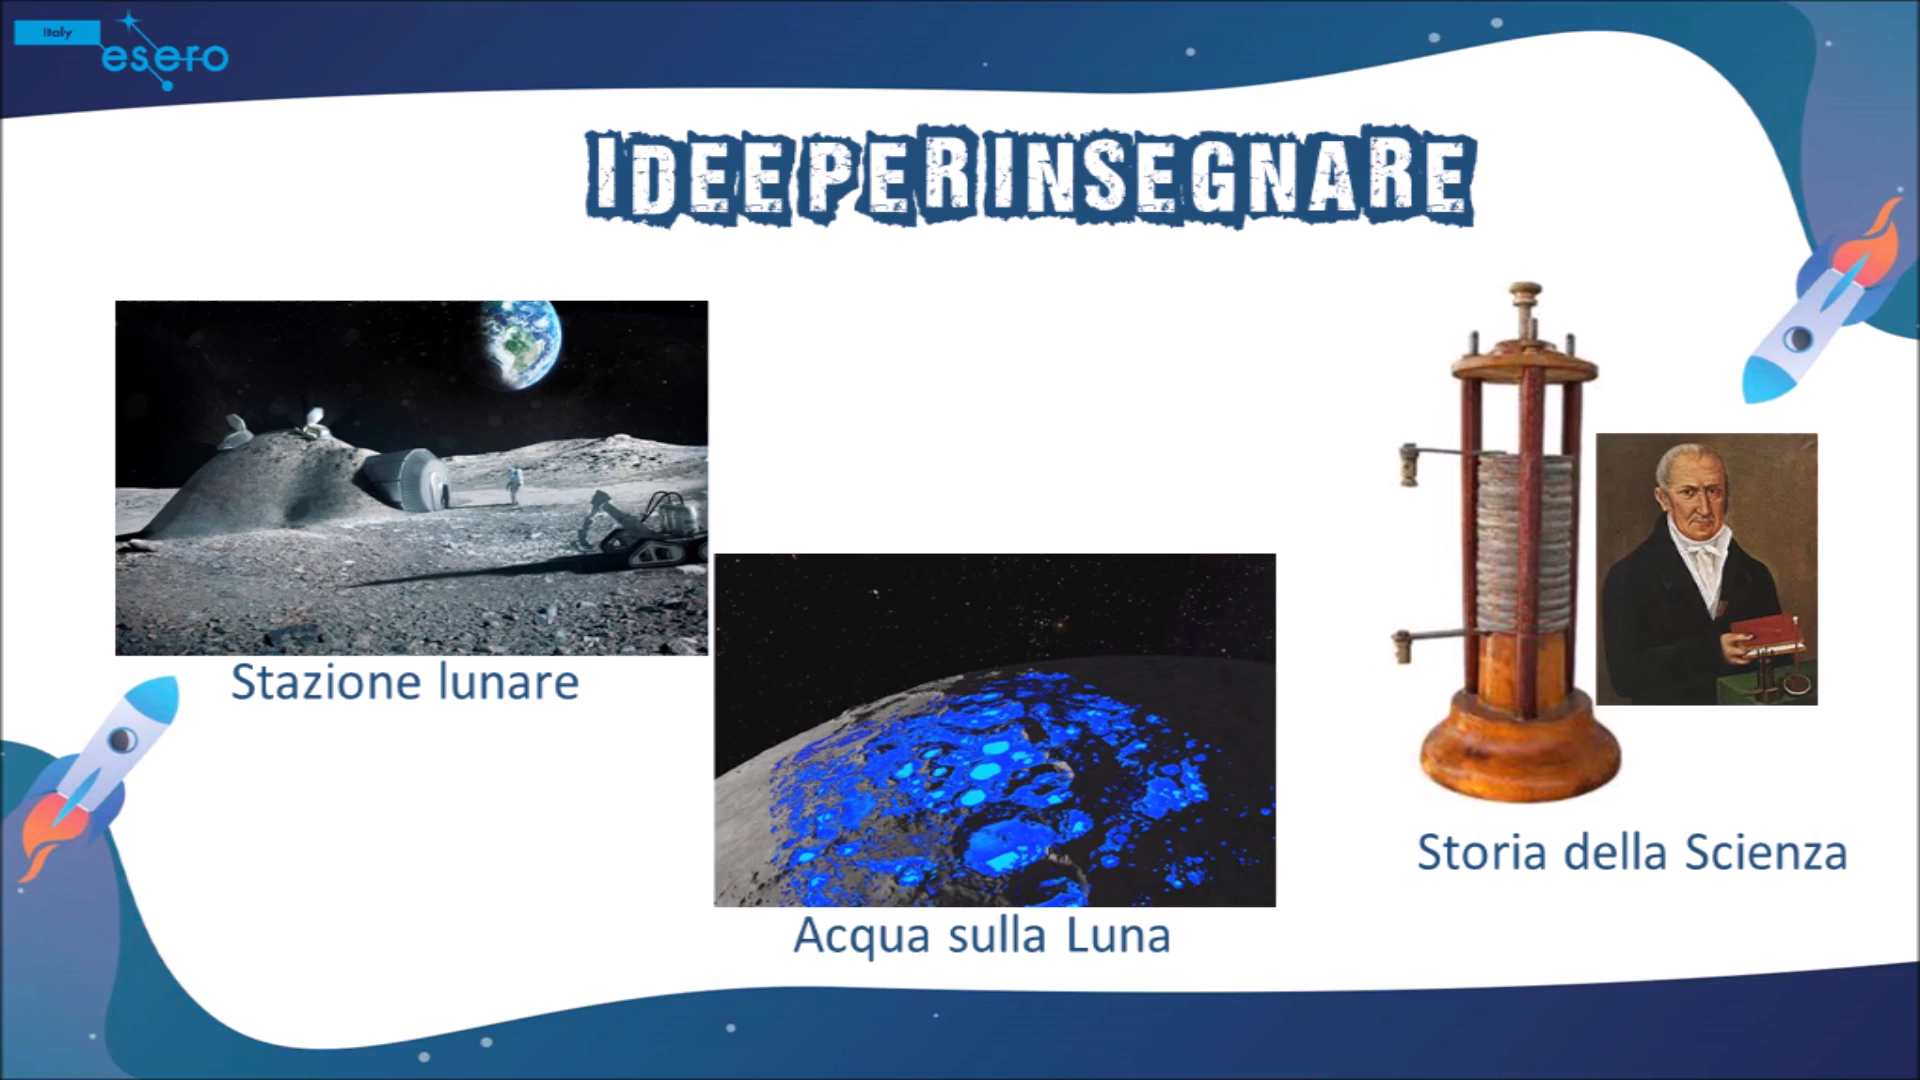 italy
esero
IDEE PER INSEGNARE
Stazione lunare
Acqua sulla Luna
Storia della Scienza